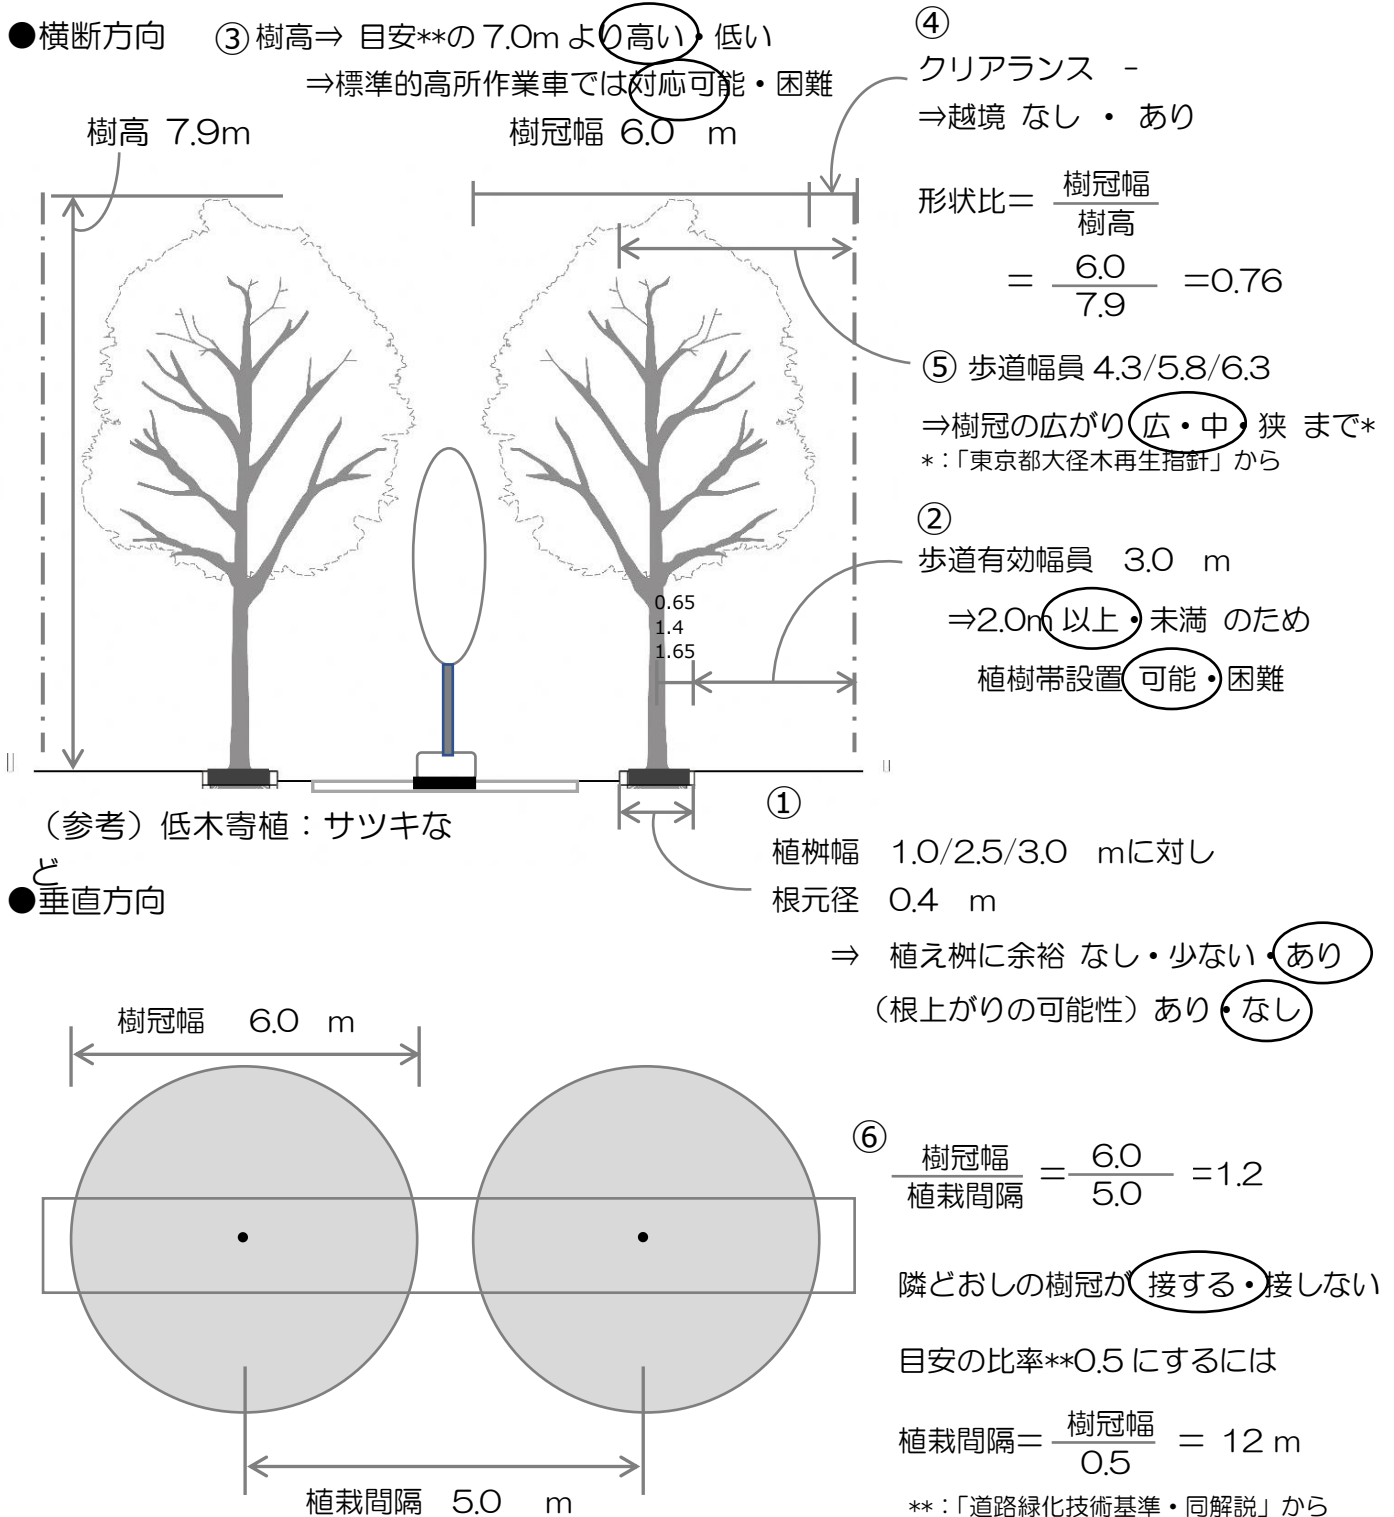 ●横断方向 ③樹高⇒ 目安**の7.0mより高い・低い
⇒標準的高所作業車では対応可能・困難
樹高 7.9m
樹冠幅 6.0 m
④
クリアランス -
⇒越境 なし ・ あり
形状比＝ 樹冠幅
樹高
＝ 6.0
7.9
＝0.76
⑤ 歩道幅員 4.3/5.8/6.3
⇒樹冠の広がり 広・中・狭 まで*
*：「東京都大径木再生指針」から
②
歩道有効幅員 3.0 m
⇒2.0m 以上・未満 のため
植樹帯設置 可能・困難
0.65
1.4
1.65
（参考）低木寄植：サツキな
ど
①
植桝幅 1.0/2.5/3.0 mに対し
根元径 0.4 m
⇒ 植え桝に余裕 なし・少ない・あり
（根上がりの可能性）あり・なし
●垂直方向
樹冠幅 6.0 m
植栽間隔 5.0 m
⑥
樹冠幅
植栽間隔
＝ 6.0
5.0
＝1.2
隣どおしの樹冠が 接する・接しない
目安の比率**0.5にするには
植栽間隔＝ 樹冠幅
0.5
＝ 12 m
**：「道路緑化技術基準・同解説」から